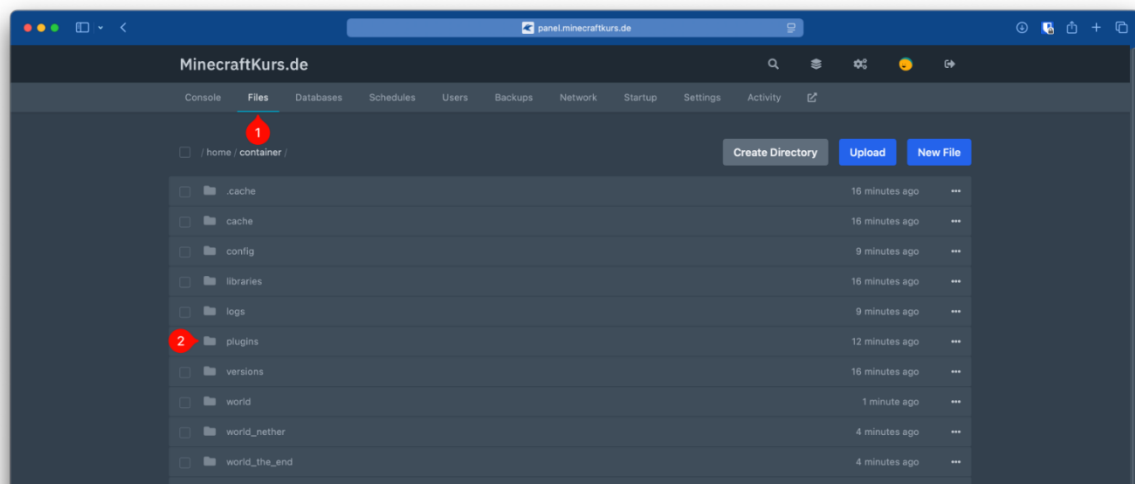 panel.minecraftkurs.de
MinecraftKurs.de
Console Files Databases Schedules Users Backups Network Startup Settings Activity
1
/ home / container /
Create Directory Upload New File
.cache 16 minutes ago
cache 16 minutes ago
config 9 minutes ago
libraries 16 minutes ago
logs 9 minutes ago
2 plugins 12 minutes ago
versions 16 minutes ago
world 1 minute ago
world_nether 4 minutes ago
world_the_end 4 minutes ago